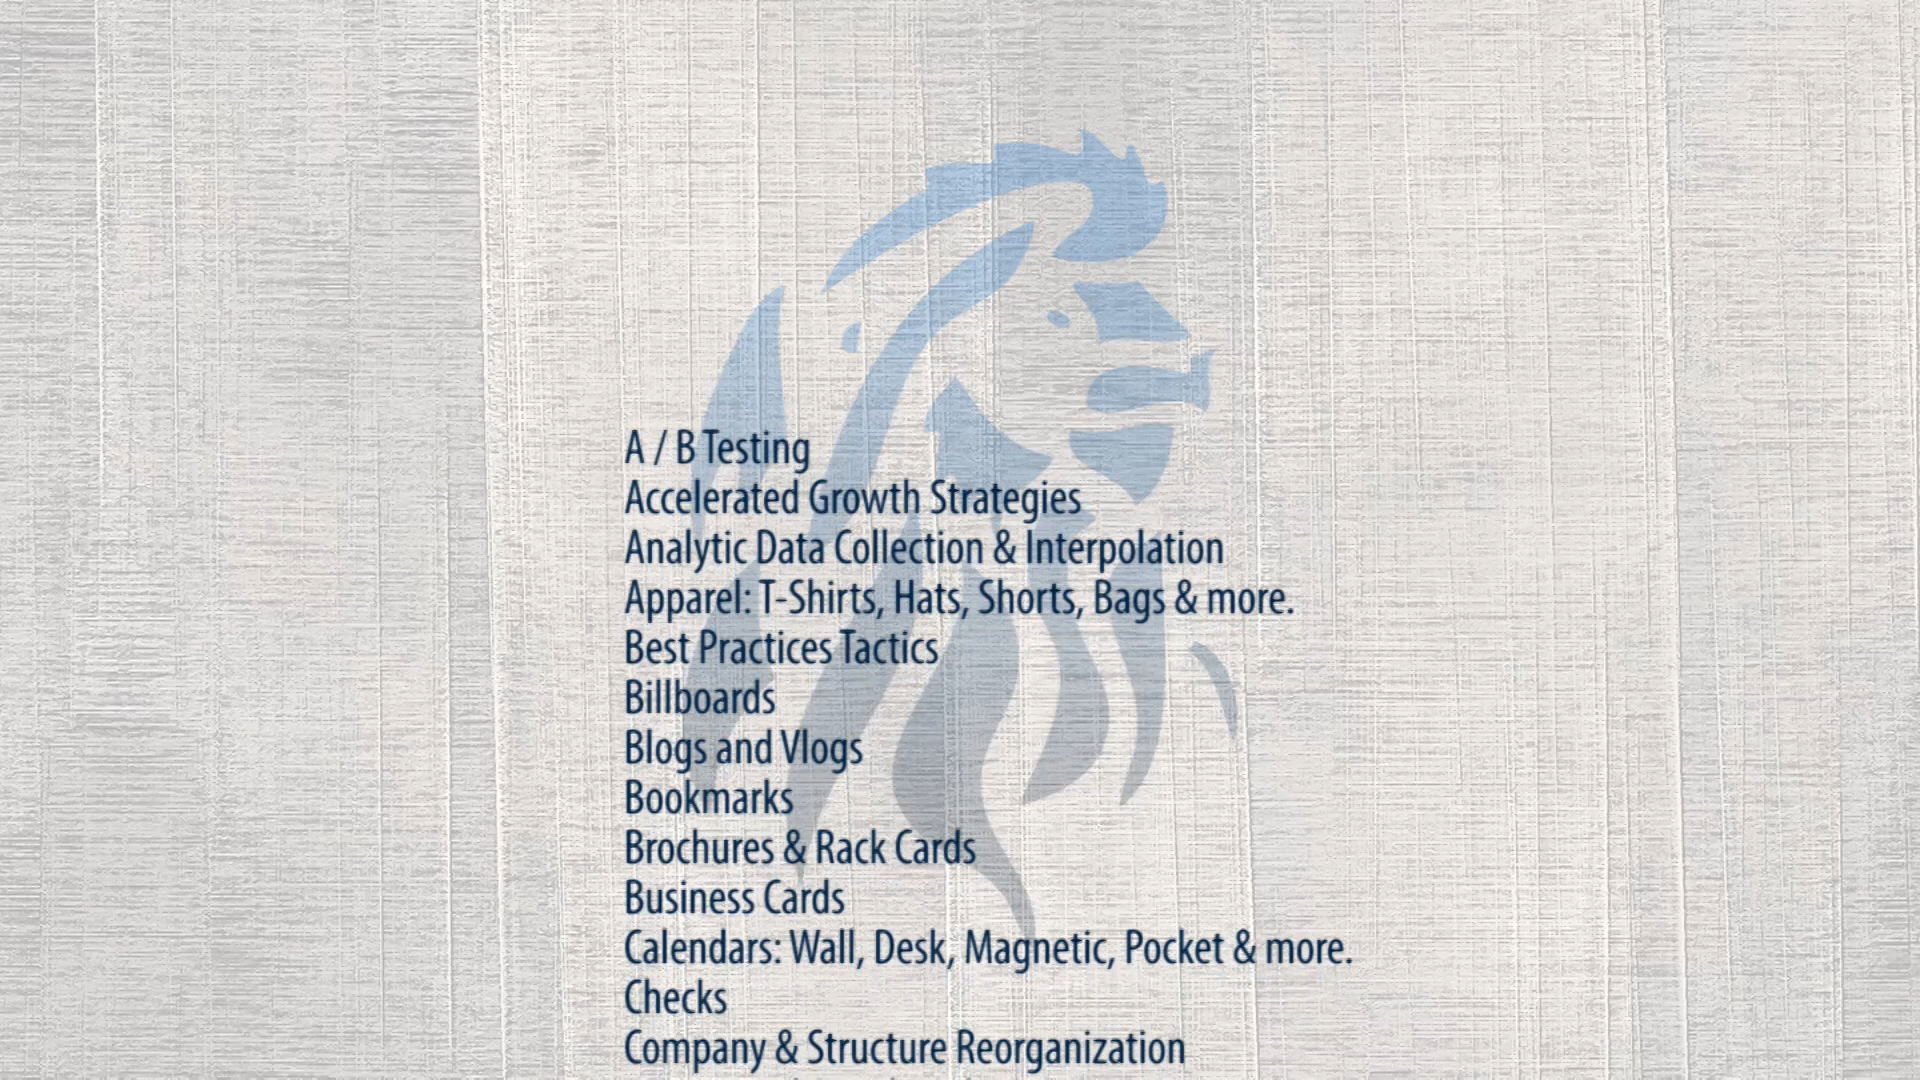 A / B Testing
Accelerated Growth Strategies
Analytic Data Collection & Interpolation
Apparel: T-Shirts, Hats, Shorts, Bags & more.
Best Practices Tactics
Billboards
Blogs and Vlogs
Bookmarks
Brochures & Rack Cards
Business Cards
Calendars: Wall, Desk, Magnetic, Pocket & more.
Checks
Company & Structure Reorganization